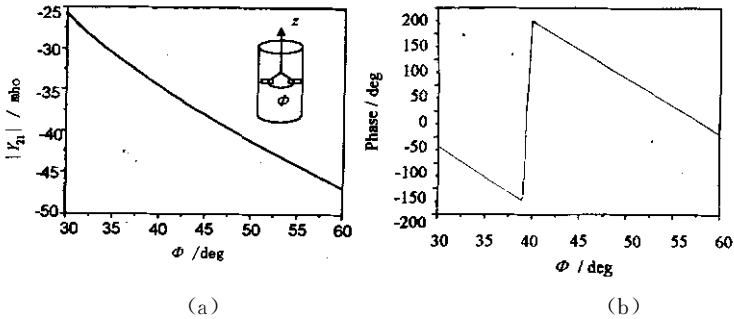 -25
-30
-35
-40
-45
-50
|Y₂₁| / mho
z
Φ
30 35 40 45 50 55 60
Φ /deg
(a)
200
150
100
50
0
-50
-100
-150
-200
Phase / deg
30 35 40 45 50 55 60
Φ / deg
(b)